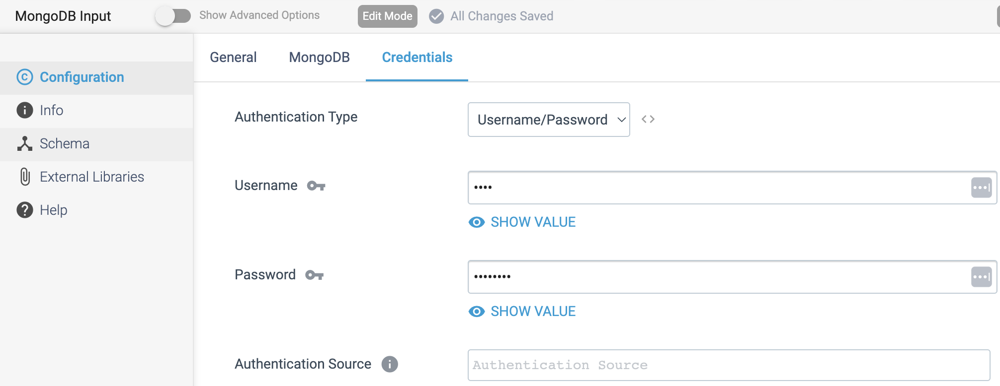 MongoDB Input
Show Advanced Options
Edit Mode
All Changes Saved
Configuration
Info
Schema
External Libraries
Help
General
MongoDB
Credentials
Authentication Type
Username/Password
Username
••••
SHOW VALUE
Password
••••••••
SHOW VALUE
Authentication Source
Authentication Source